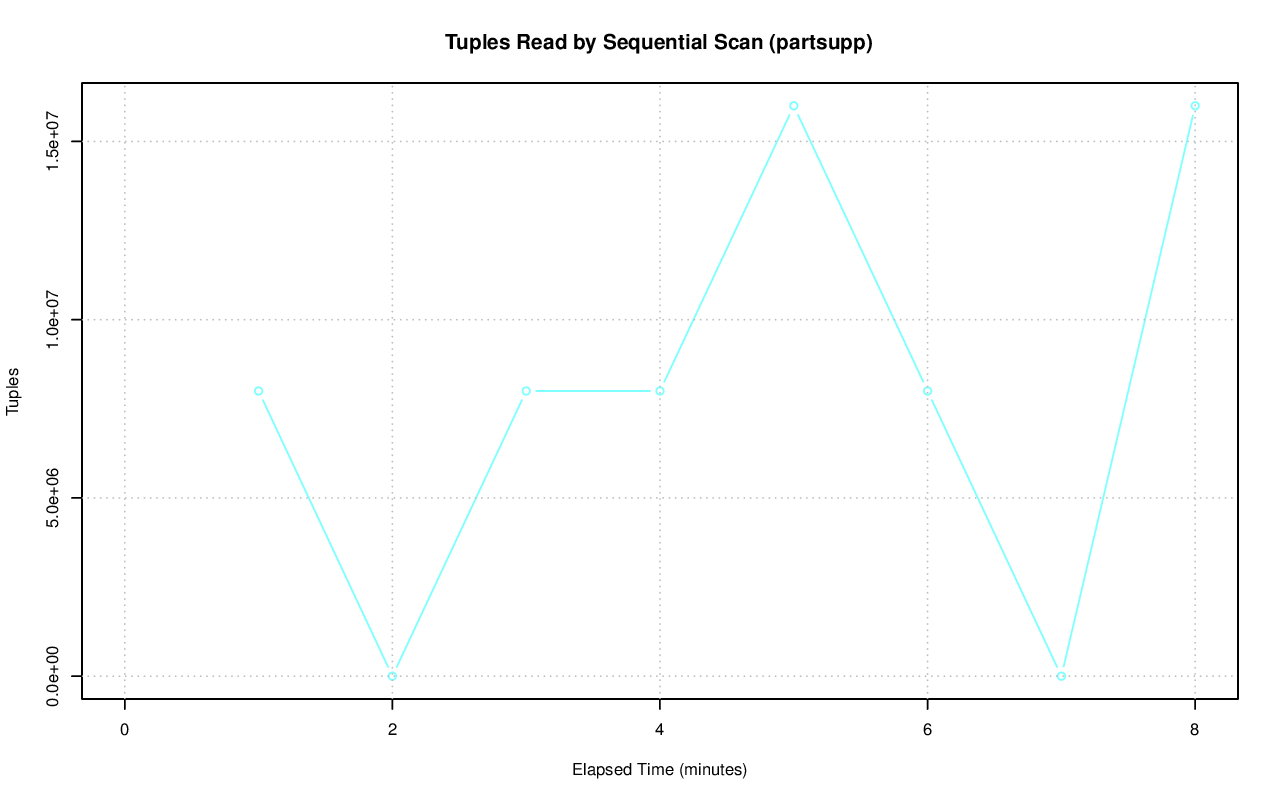 Tuples Read by Sequential Scan (partsupp)
Tuples
1.5e+07
1.0e+07
5.0e+06
0.0e+00
0 2 4 6 8
Elapsed Time (minutes)